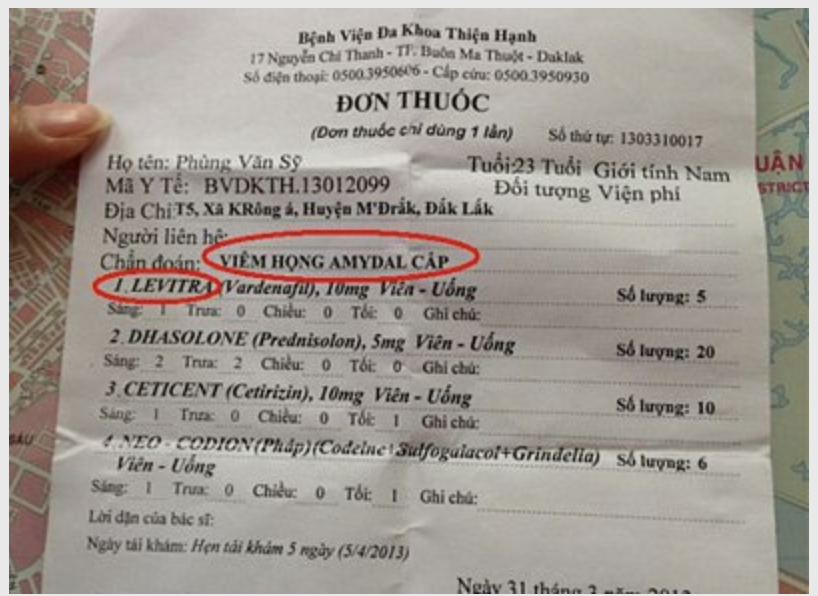 Bệnh Viện Đa Khoa Thiện Hạnh
17 Nguyễn Chí Thanh - TP. Buôn Ma Thuột - Daklak
Số điện thoại: 0500.3950606 - Cấp cứu: 0500.3950930
ĐƠN THUỐC
(Đơn thuốc chỉ dùng 1 lần) Số thứ tự: 1303310017
Họ tên: Phùng Văn Sỹ Tuổi:23 Tuổi Giới tính Nam
Mã Y Tế: BVDKTH.13012099 Đối tượng Viện phí
Địa Chỉ:T5, Xã KRông á, Huyện M'Đrắk, Đắk Lắk
Người liên hệ:
Chẩn đoán: VIÊM HỌNG AMYDAL CẤP
1. LEVITRA (Vardenafil), 10mg Viên - Uống Số lượng: 5
Sáng: 1 Trưa: 0 Chiều: 0 Tối: 0 Ghi chú:
2. DHASOLONE (Prednisolon), 5mg Viên - Uống Số lượng: 20
Sáng: 2 Trưa: 2 Chiều: 0 Tối: 0 Ghi chú:
3. CETICENT (Cetirizin), 10mg Viên - Uống Số lượng: 10
Sáng: 1 Trưa: 0 Chiều: 0 Tối: 1 Ghi chú:
4. NEO - CODION (Pháp) (Codeine+Sulfogaiacol+Grindelia) Số lượng: 6
Viên - Uống
Sáng: 1 Trưa: 0 Chiều: 0 Tối: 1 Ghi chú:
Lời dặn của bác sĩ:
Ngày tái khám: Hẹn tái khám 5 ngày (5/4/2013)
Ngày 31 tháng 3 năm 2013
UẬN
STRICT